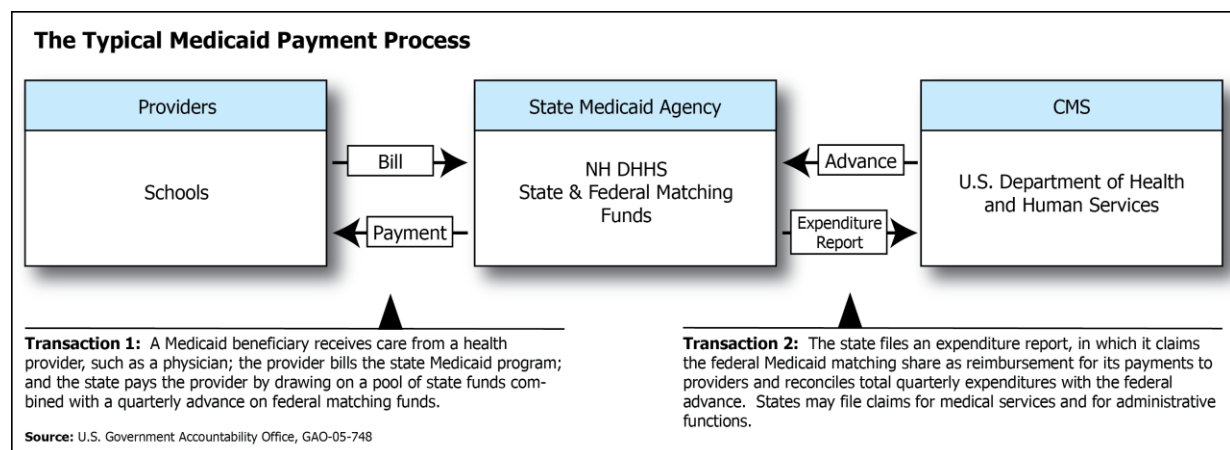 The Typical Medicaid Payment Process
Providers
Schools
Bill
Payment
State Medicaid Agency
NH DHHS
State & Federal Matching
Funds
Advance
Expenditure
Report
CMS
U.S. Department of Health
and Human Services
Transaction 1: A Medicaid beneficiary receives care from a health
provider, such as a physician; the provider bills the state Medicaid program;
and the state pays the provider by drawing on a pool of state funds com-
bined with a quarterly advance on federal matching funds.
Transaction 2: The state files an expenditure report, in which it claims
the federal Medicaid matching share as reimbursement for its payments to
providers and reconciles total quarterly expenditures with the federal
advance. States may file claims for medical services and for administrative
functions.
Source: U.S. Government Accountability Office, GAO-05-748